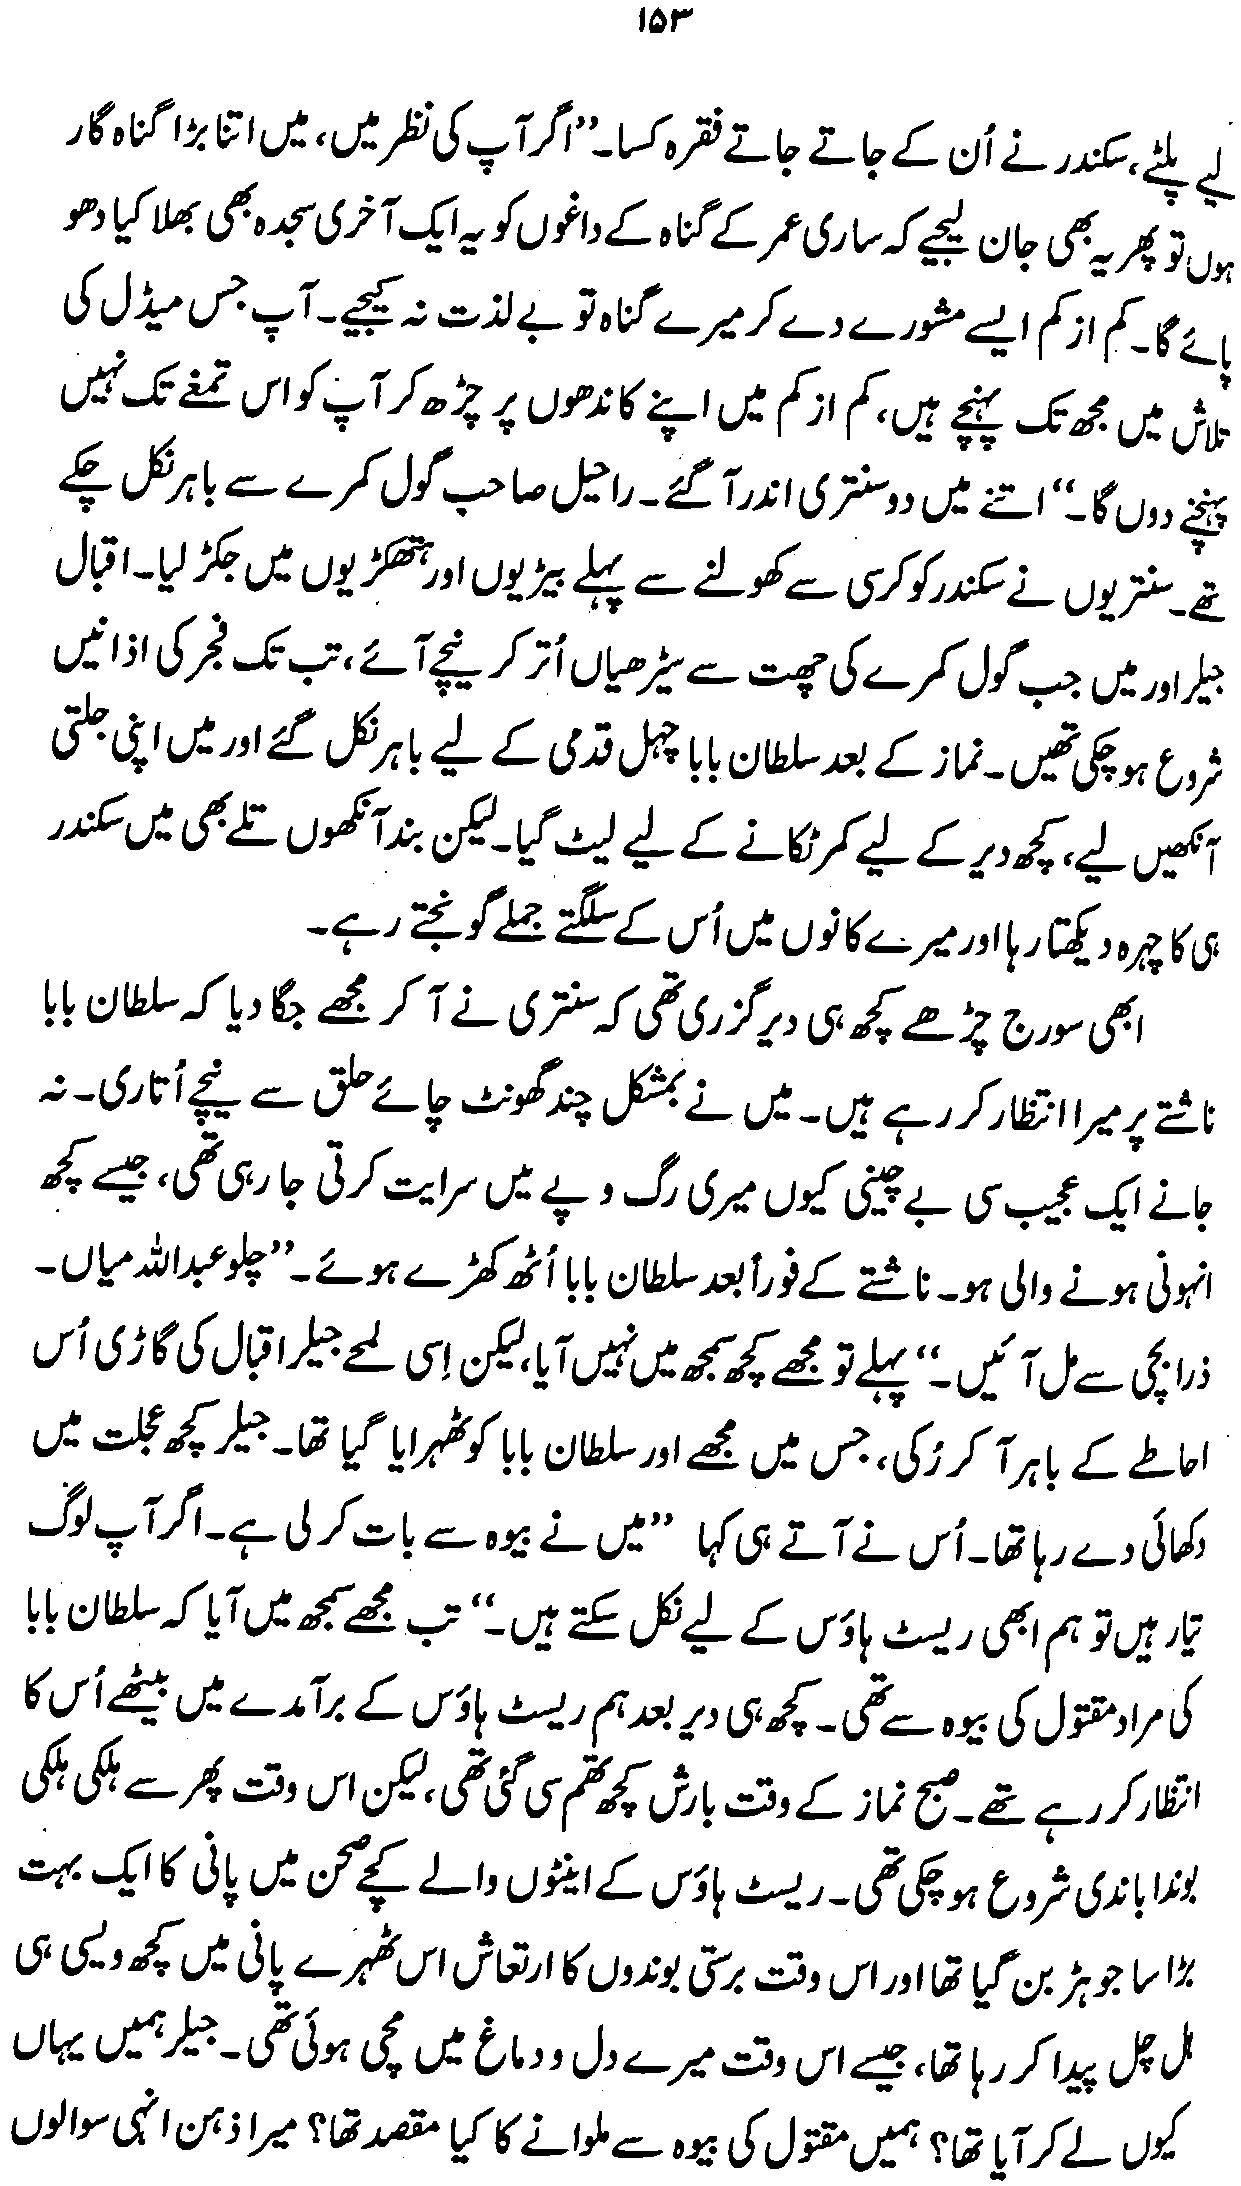 ۱۵۳
لیے پلٹے، سکندر نے اُن کے جاتے جاتے فقرہ کسا۔ ”اگر آپ کی نظر میں، میں اتنا بڑا گناہ گار
ہوں تو پھر یہ بھی جان لیجیے کہ ساری عمر کے گناہ کے داغوں کو یہ ایک آخری سجدہ بھی بھلا کیا دھو
پائے گا۔ کم از کم ایسے مشورے دے کر میرے گناہ تو بے لذت نہ کیجیے۔ آپ جس میڈل کی
تلاش میں مجھ تک پہنچے ہیں، کم از کم میں اپنے کاندھوں پر چڑھ کر آپ کو اس تمغے تک نہیں
پہنچنے دوں گا۔“ اتنے میں دو سنتری اندر آ گئے۔ راحیل صاحب گول کمرے سے باہر نکل چکے
تھے۔ سنتریوں نے سکندر کو کرسی سے کھولنے سے پہلے بیڑیوں اور ہتھکڑیوں میں جکڑ لیا۔ اقبال
جیلر اور میں جب گول کمرے کی چھت سے سیڑھیاں اُتر کر نیچے آئے، تب تک فجر کی اذانیں
شروع ہو چکی تھیں۔ نماز کے بعد سلطان بابا چہل قدمی کے لیے باہر نکل گئے اور میں اپنی جلتی
آنکھیں لیے، کچھ دیر کے لیے کمر ٹکانے کے لیے لیٹ گیا۔ لیکن بند آنکھوں تلے بھی میں سکندر
ہی کا چہرہ دیکھتا رہا اور میرے کانوں میں اُس کے سلگتے جملے گونجتے رہے۔
ابھی سورج چڑھے کچھ ہی دیر گزری تھی کہ سنتری نے آ کر مجھے جگا دیا کہ سلطان بابا
ناشتے پر میرا انتظار کر رہے ہیں۔ میں نے بمشکل چند گھونٹ چائے حلق سے نیچے اُتاری۔ نہ
جانے ایک عجیب سی بے چینی کیوں میری رگ و پے میں سرایت کرتی جا رہی تھی، جیسے کچھ
انہونی ہونے والی ہو۔ ناشتے کے فوراً بعد سلطان بابا اُٹھ کھڑے ہوئے۔ ”چلو عبداللہ میاں۔
ذرا بچی سے مل آئیں۔“ پہلے تو مجھے کچھ سمجھ میں نہیں آیا، لیکن اِسی لمحے جیلر اقبال کی گاڑی اُس
احاطے کے باہر آ کر رُکی، جس میں مجھے اور سلطان بابا کو ٹھہرایا گیا تھا۔ جیلر کچھ عجلت میں
دکھائی دے رہا تھا۔ اُس نے آتے ہی کہا ”میں نے بیوہ سے بات کر لی ہے۔ اگر آپ لوگ
تیار ہیں تو ہم ابھی ریسٹ ہاؤس کے لیے نکل سکتے ہیں۔“ تب مجھے سمجھ میں آیا کہ سلطان بابا
کی مراد مقتول کی بیوہ سے تھی۔ کچھ ہی دیر بعد ہم ریسٹ ہاؤس کے برآمدے میں بیٹھے اُس کا
انتظار کر رہے تھے۔ صبح نماز کے وقت بارش کچھ تھم سی گئی تھی، لیکن اس وقت پھر سے ہلکی ہلکی
بوندا باندی شروع ہو چکی تھی۔ ریسٹ ہاؤس کے اینٹوں والے کچے صحن میں پانی کا ایک بہت
بڑا سا جوہڑ بن گیا تھا اور اس وقت برستی بوندوں کا ارتعاش اس ٹھہرے پانی میں کچھ ویسی ہی
ہل چل پیدا کر رہا تھا، جیسے اس وقت میرے دل و دماغ میں مچی ہوئی تھی۔ جیلر ہمیں یہاں
کیوں لے کر آیا تھا؟ ہمیں مقتول کی بیوہ سے ملوانے کا کیا مقصد تھا؟ میرا ذہن انہی سوالوں